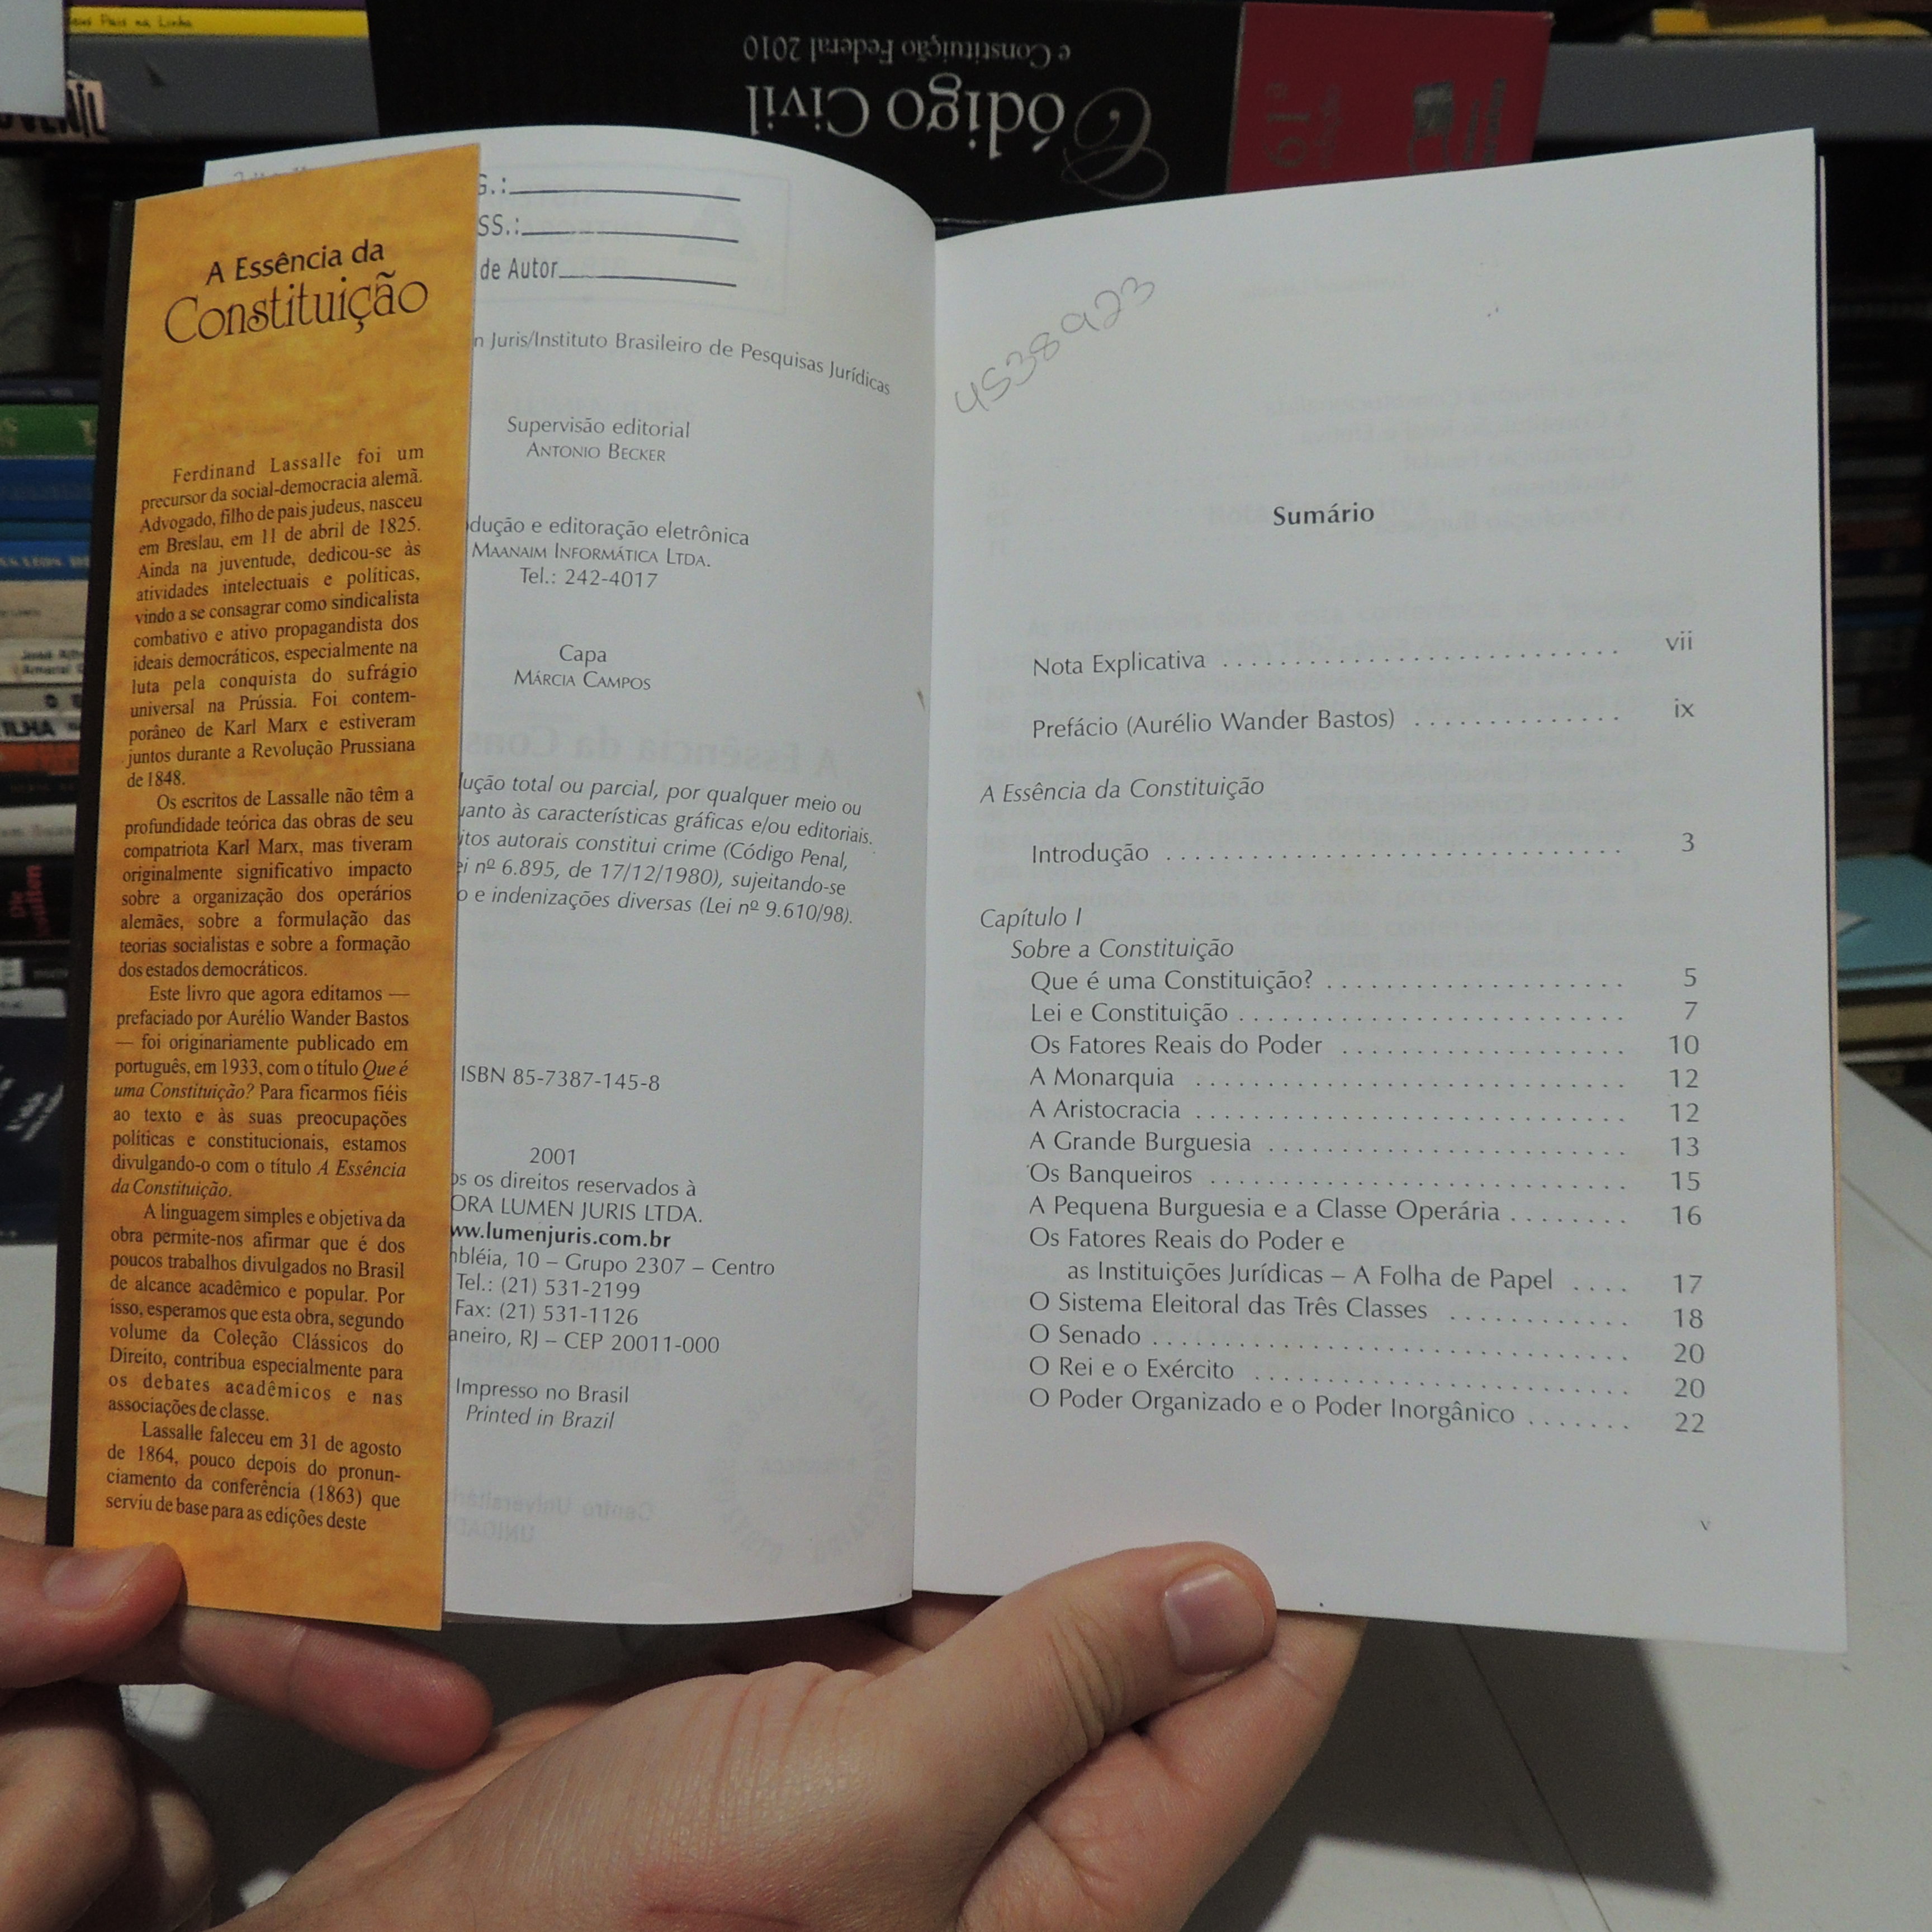 Seus Pais na Linha
Código Civil
e Constituição Federal 2010
61ª
A Essência da
Constituição
Ferdinand Lassalle foi um
precursor da social-democracia alemã.
Advogado, filho de pais judeus, nasceu
em Breslau, em 11 de abril de 1825.
Ainda na juventude, dedicou-se às
atividades intelectuais e políticas,
vindo a se consagrar como sindicalista
combativo e ativo propagandista dos
ideais democráticos, especialmente na
luta pela conquista do sufrágio
universal na Prússia. Foi contem-
porâneo de Karl Marx e estiveram
juntos durante a Revolução Prussiana
de 1848.
Os escritos de Lassalle não têm a
profundidade teórica das obras de seu
compatriota Karl Marx, mas tiveram
originalmente significativo impacto
sobre a organização dos operários
alemães, sobre a formulação das
teorias socialistas e sobre a formação
dos estados democráticos.
Este livro que agora editamos —
prefaciado por Aurélio Wander Bastos
— foi originariamente publicado em
português, em 1933, com o título Que é
uma Constituição? Para ficarmos fiéis
ao texto e às suas preocupações
políticas e constitucionais, estamos
divulgando-o com o título A Essência
da Constituição.
A linguagem simples e objetiva da
obra permite-nos afirmar que é dos
poucos trabalhos divulgados no Brasil
de alcance acadêmico e popular. Por
isso, esperamos que esta obra, segundo
volume da Coleção Clássicos do
Direito, contribua especialmente para
os debates acadêmicos e nas
associações de classe.
Lassalle faleceu em 31 de agosto
de 1864, pouco depois do pronun-
ciamento da conferência (1863) que
serviu de base para as edições deste
G.:
SS.:
de Autor
n Juris/Instituto Brasileiro de Pesquisas Jurídicas
Supervisão editorial
ANTONIO BECKER
dução e editoração eletrônica
MAANAIM INFORMÁTICA LTDA.
Tel.: 242-4017
Capa
MÁRCIA CAMPOS
lução total ou parcial, por qualquer meio ou
uanto às características gráficas e/ou editoriais.
itos autorais constitui crime (Código Penal,
ei nº 6.895, de 17/12/1980), sujeitando-se
o e indenizações diversas (Lei nº 9.610/98).
ISBN 85-7387-145-8
2001
os os direitos reservados à
ORA LUMEN JURIS LTDA.
ww.lumenjuris.com.br
mbléia, 10 – Grupo 2307 – Centro
Tel.: (21) 531-2199
Fax: (21) 531-1126
aneiro, RJ – CEP 20011-000
Impresso no Brasil
Printed in Brazil
4538923
Sumário
Nota Explicativa . . . . . . . . . . . . . . . . . . . . . . . . . . . vii
Prefácio (Aurélio Wander Bastos) . . . . . . . . . . . . . . ix
A Essência da Constituição
Introdução . . . . . . . . . . . . . . . . . . . . . . . . . . . . . . . 3
Capítulo I
Sobre a Constituição
Que é uma Constituição? . . . . . . . . . . . . . . . . . . . . 5
Lei e Constituição . . . . . . . . . . . . . . . . . . . . . . . . . . 7
Os Fatores Reais do Poder . . . . . . . . . . . . . . . . . . . 10
A Monarquia . . . . . . . . . . . . . . . . . . . . . . . . . . . . . 12
A Aristocracia . . . . . . . . . . . . . . . . . . . . . . . . . . . . . 12
A Grande Burguesia . . . . . . . . . . . . . . . . . . . . . . . . 13
Os Banqueiros . . . . . . . . . . . . . . . . . . . . . . . . . . . . 15
A Pequena Burguesia e a Classe Operária . . . . . . . . 16
Os Fatores Reais do Poder e
as Instituições Jurídicas – A Folha de Papel . . . . 17
O Sistema Eleitoral das Três Classes . . . . . . . . . . . . 18
O Senado . . . . . . . . . . . . . . . . . . . . . . . . . . . . . . . . 20
O Rei e o Exército . . . . . . . . . . . . . . . . . . . . . . . . . 20
O Poder Organizado e o Poder Inorgânico . . . . . . . 22
v